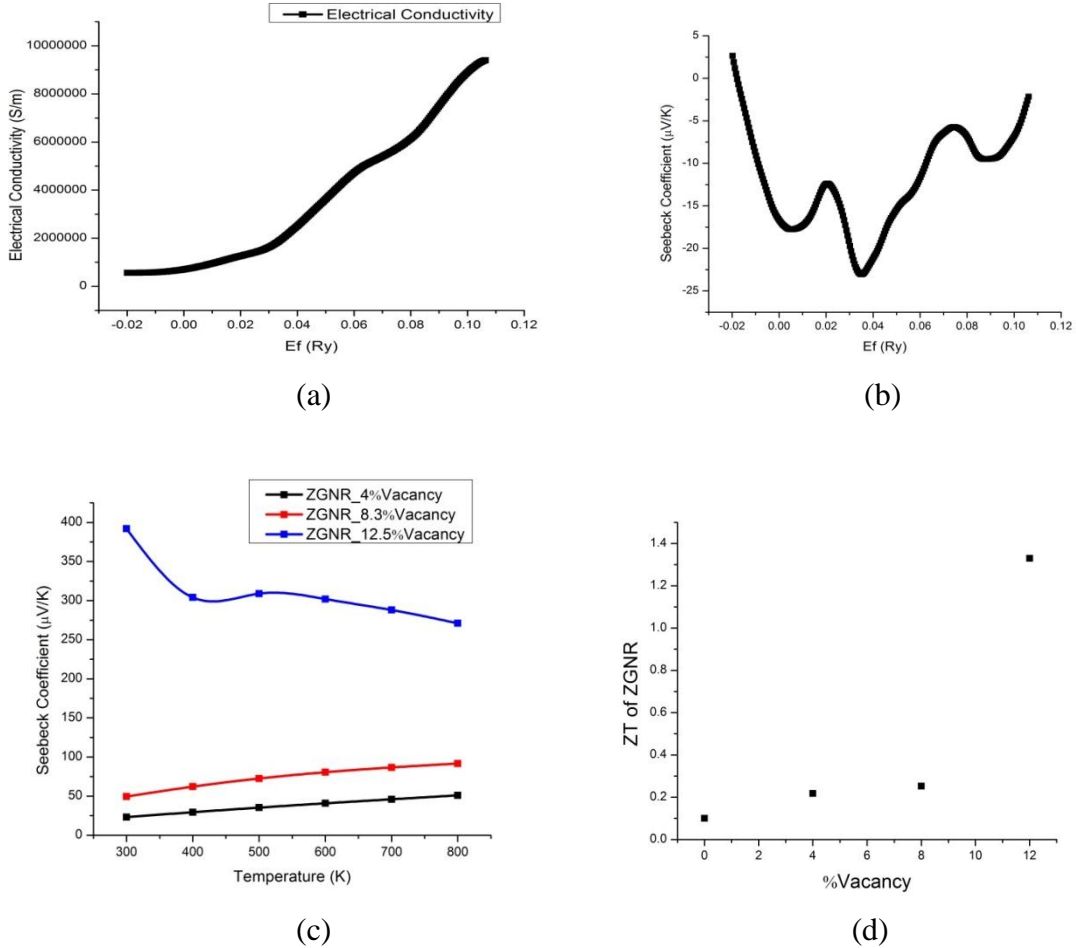 Electrical Conductivity
Electrical Conductivity (S/m)
10000000
8000000
6000000
4000000
2000000
0
-0.02 0.00 0.02 0.04 0.06 0.08 0.10 0.12
Ef (Ry)
(a)
Seebeck Coefficient (μV/K)
5
0
-5
-10
-15
-20
-25
-0.02 0.00 0.02 0.04 0.06 0.08 0.10 0.12
Ef (Ry)
(b)
ZGNR_4%Vacancy
ZGNR_8.3%Vacancy
ZGNR_12.5%Vacancy
Seebeck Coefficient (μV/K)
400
350
300
250
200
150
100
50
0
300 400 500 600 700 800
Temperature (K)
(c)
ZT of ZGNR
1.4
1.2
1.0
0.8
0.6
0.4
0.2
0.0
0 2 4 6 8 10 12
%Vacancy
(d)